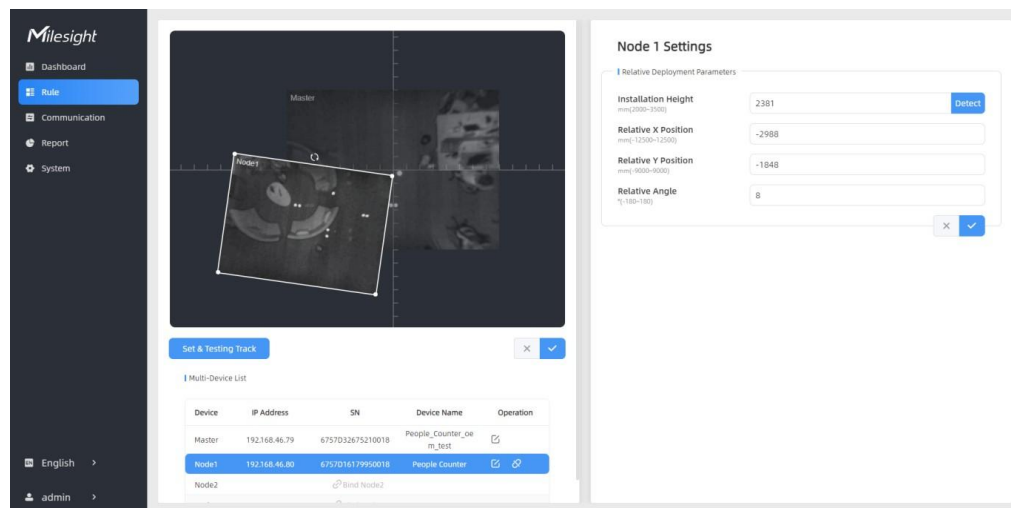 Milesight
Dashboard
Rule
Communication
Report
System
English
admin
Master
Node1
Set & Testing Track
Multi-Device List
Device IP Address SN Device Name Operation
Master 192.168.46.79 6757D32675210018 People_Counter_oe
m_test
Node1 192.168.46.80 6757D16179950018 People Counter
Node2 Bind Node2
Node 1 Settings
Relative Deployment Parameters
Installation Height 2381 Detect
mm(2000~3500)
Relative X Position -2988
mm(-12500~12500)
Relative Y Position -1848
mm(-9000~9000)
Relative Angle 8
°(-180~180)